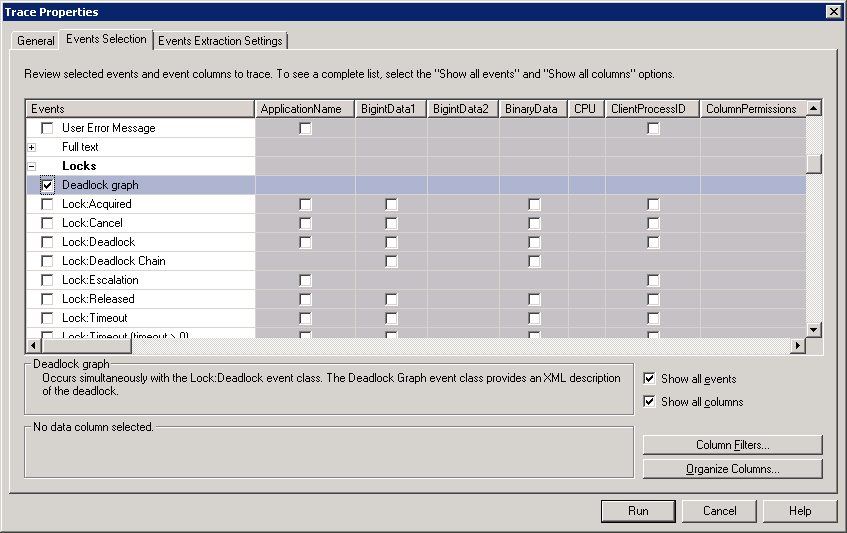 Trace Properties
General Events Selection Events Extraction Settings
Review selected events and event columns to trace. To see a complete list, select the "Show all events" and "Show all columns" options.
Events ApplicationName BigintData1 BigintData2 BinaryData CPU ClientProcessID ColumnPermissions
User Error Message
Full text
Locks
Deadlock graph
Lock:Acquired
Lock:Cancel
Lock:Deadlock
Lock:Deadlock Chain
Lock:Escalation
Lock:Released
Lock:Timeout
Lock:Timeout (timeout > 0)
Deadlock graph
Occurs simultaneously with the Lock:Deadlock event class. The Deadlock Graph event class provides an XML description
of the deadlock.
Show all events
Show all columns
No data column selected.
Column Filters...
Organize Columns...
Run Cancel Help